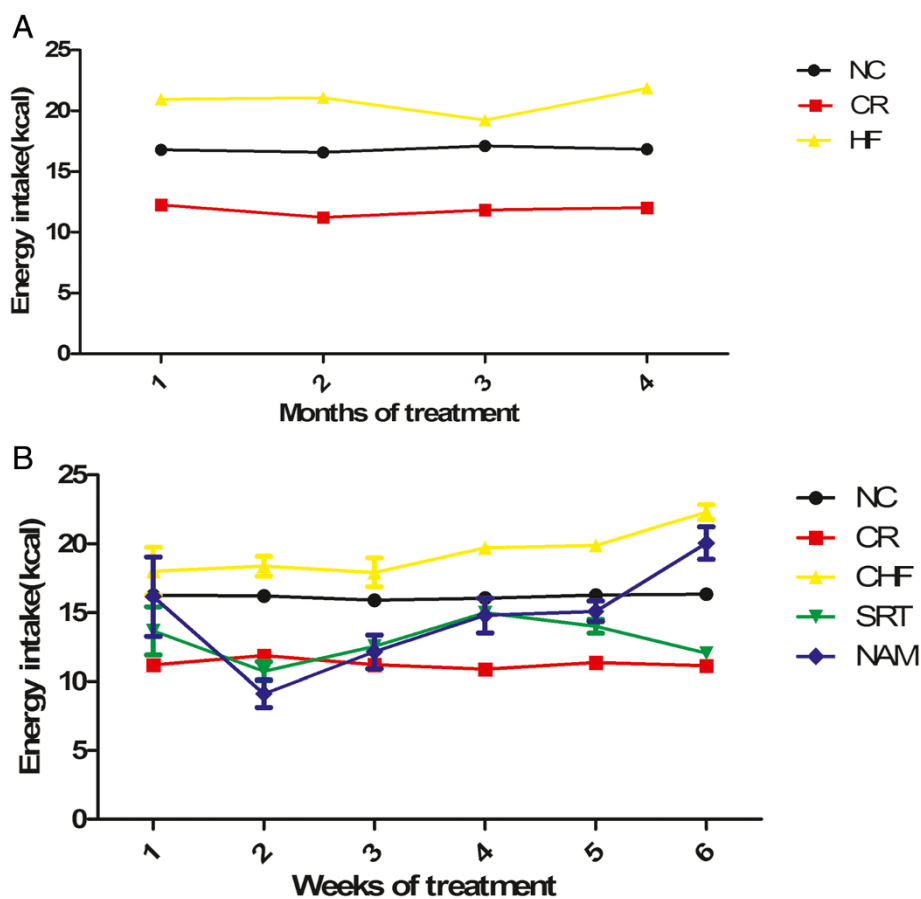 A
Energy intake(kcal)
25
20
15
10
5
0
1
2
3
4
Months of treatment
NC
CR
HF
B
Energy intake(kcal)
25
20
15
10
5
0
1
2
3
4
5
6
Weeks of treatment
NC
CR
CHF
SRT
NAM